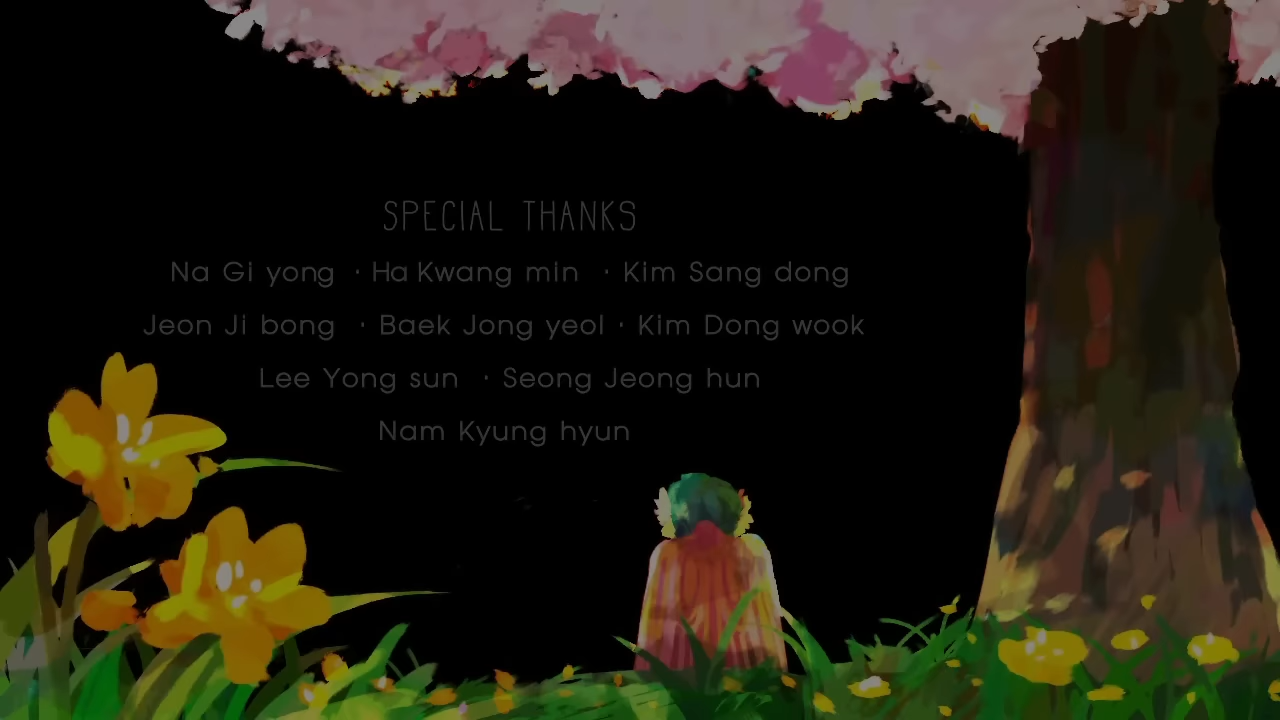 SPECIAL THANKS
Na Gi yong · Ha Kwang min · Kim Sang dong
Jeon Ji bong · Baek Jong yeol · Kim Dong wook
Lee Yong sun · Seong Jeong hun
Nam Kyung hyun